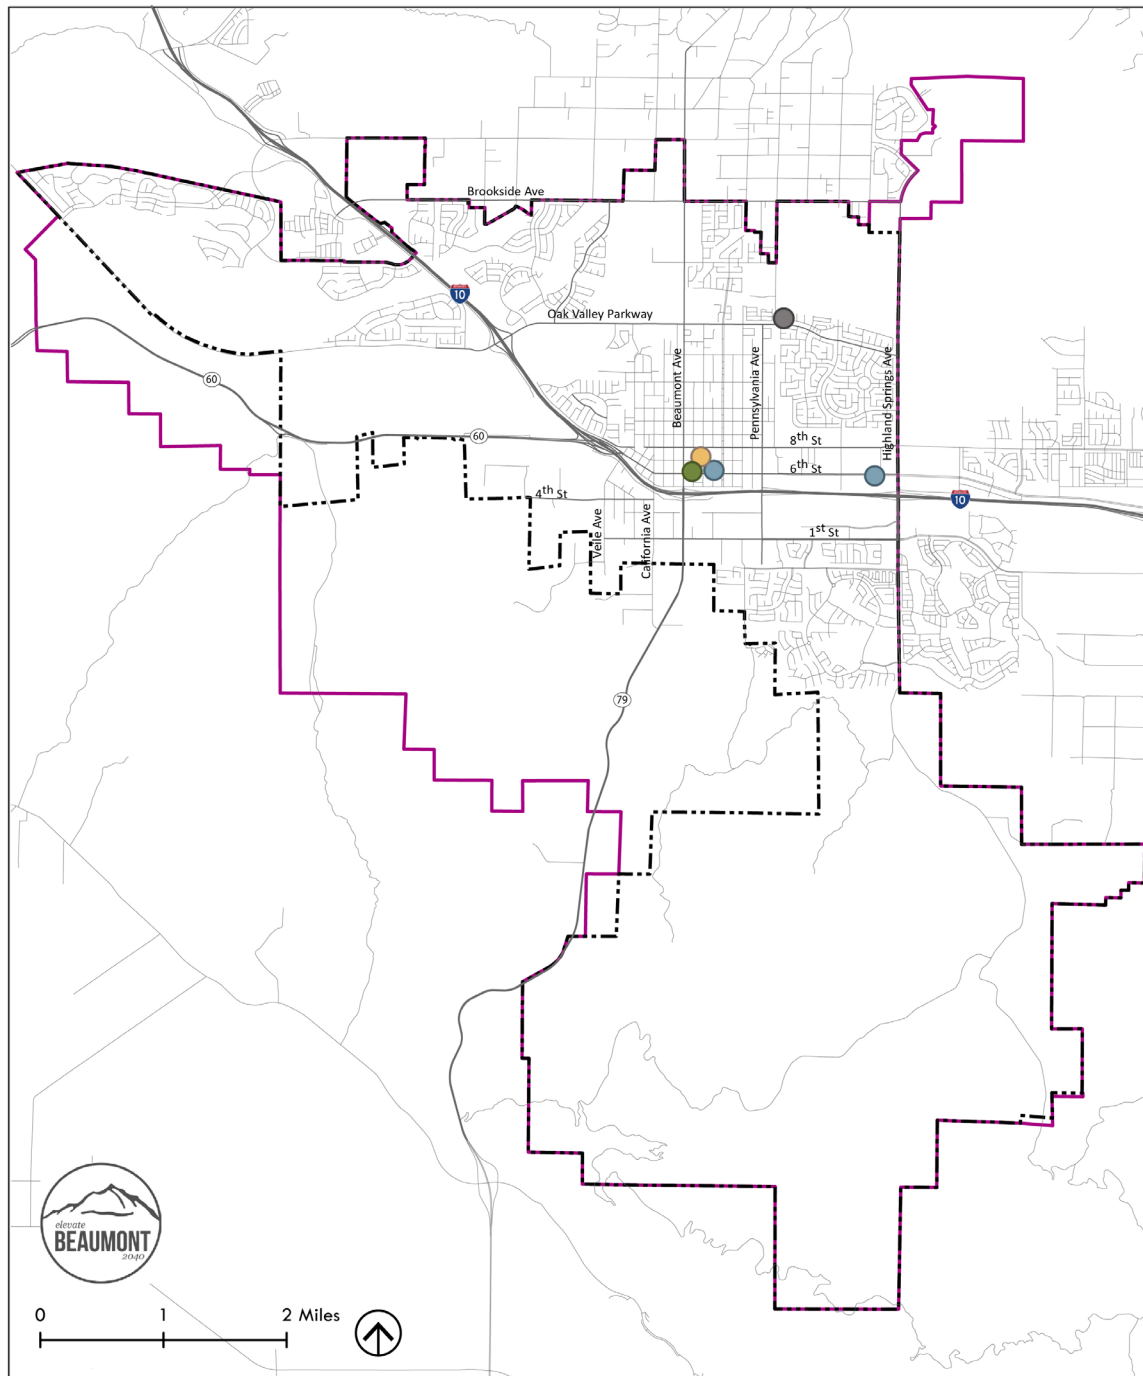 Brookside Ave
10
Oak Valley Parkway
60
Beaumont Ave
Pennsylvania Ave
Highland Springs Ave
60
8th St
6th St
4th St
10
Veile Ave
California Ave
1st St
79
elevate
BEAUMONT
2040
0 1 2 Miles